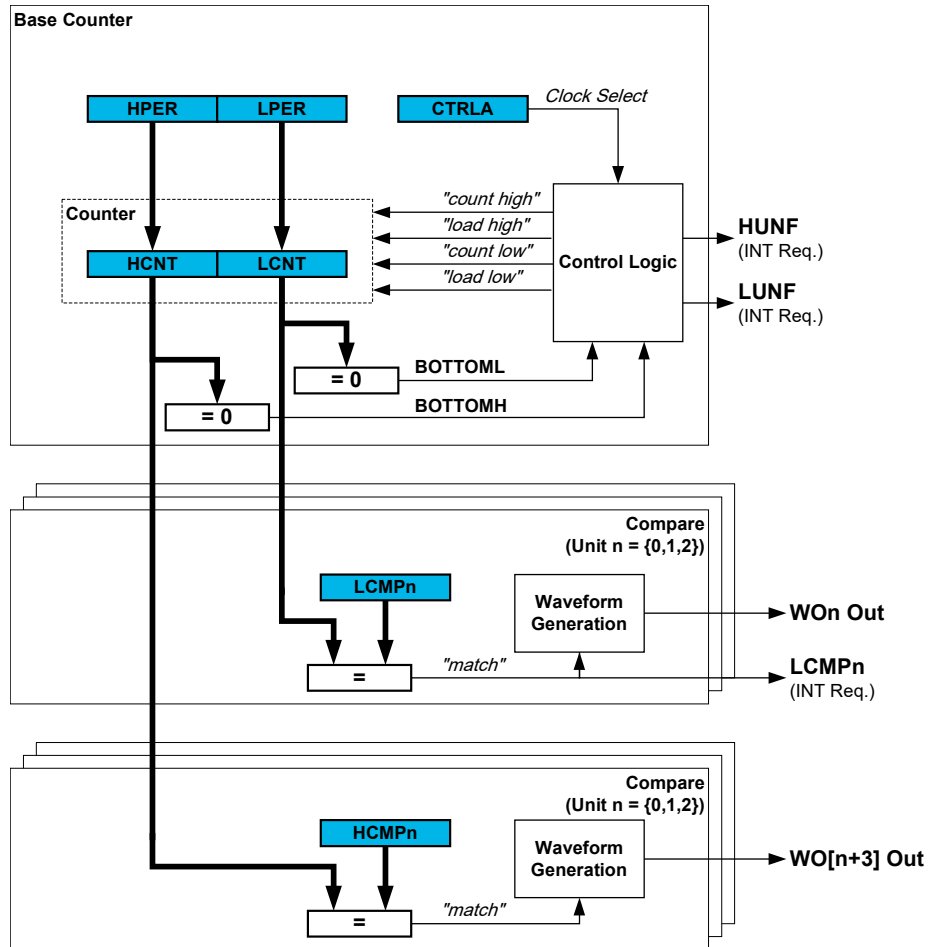 Base Counter
HPER LPER CTRLA Clock Select
"count high"
Counter "load high" HUNF
(INT Req.)
HCNT LCNT "count low" Control Logic
"load low" LUNF
(INT Req.)
= 0 BOTTOML
= 0 BOTTOMH
Compare
(Unit n = {0,1,2})
LCMPn
Waveform
Generation
WOn Out
= "match"
LCMPn
(INT Req.)
Compare
(Unit n = {0,1,2})
HCMPn
Waveform
Generation
WO[n+3] Out
= "match"